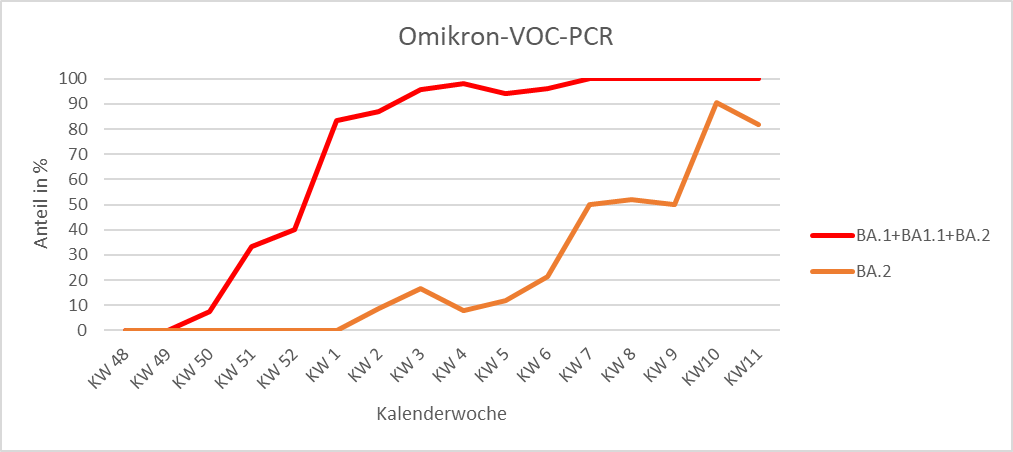 Omikron-VOC-PCR
Anteil in %
100
90
80
70
60
50
40
30
20
10
0
KW 48
KW 49
KW 50
KW 51
KW 52
KW 1
KW 2
KW 3
KW 4
KW 5
KW 6
KW 7
KW 8
KW 9
KW10
KW11
Kalenderwoche
BA.1+BA1.1+BA.2
BA.2